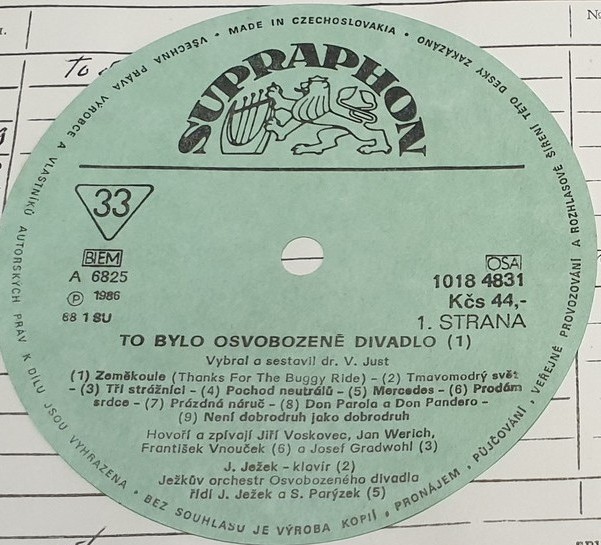 MADE IN CZECHOSLOVAKIA • VŠECHNA PRÁVA VÝROBCE A VLASTNÍKŮ AUTORSKÝCH PRÁV K DÍLU JSOU VYHRAZENA • BEZ SOUHLASU JE VÝROBA KOPIÍ, PRONÁJEM, PŮJČOVÁNÍ, VEŘEJNÉ PROVOZOVÁNÍ A ROZHLASOVÉ ŠÍŘENÍ TÉTO DESKY ZAKÁZÁNO •
SUPRAPHON
33
BIEM
A 6825
Ⓟ 1986
68 1 SU
OSA
1018 4831
Kčs 44,-
1. STRANA
TO BYLO OSVOBOZENÉ DIVADLO (1)
Vybral a sestavil dr. V. Just
(1) Zeměkoule (Thanks For The Buggy Ride) – (2) Tmavomodrý svět
– (3) Tři strážníci – (4) Pochod neutrálů – (5) Mercedes – (6) Prodám
srdce – (7) Prázdná náruč – (8) Don Parola a Don Pandero –
(9) Není dobrodruh jako dobrodruh
Hovoří a zpívají Jiří Voskovec, Jan Werich,
František Vnouček (6) a Josef Gradwohl (3)
J. Ježek – klavír (2)
Ježkův orchestr Osvobozeného divadla
řídí J. Ježek a S. Parýzek (5)